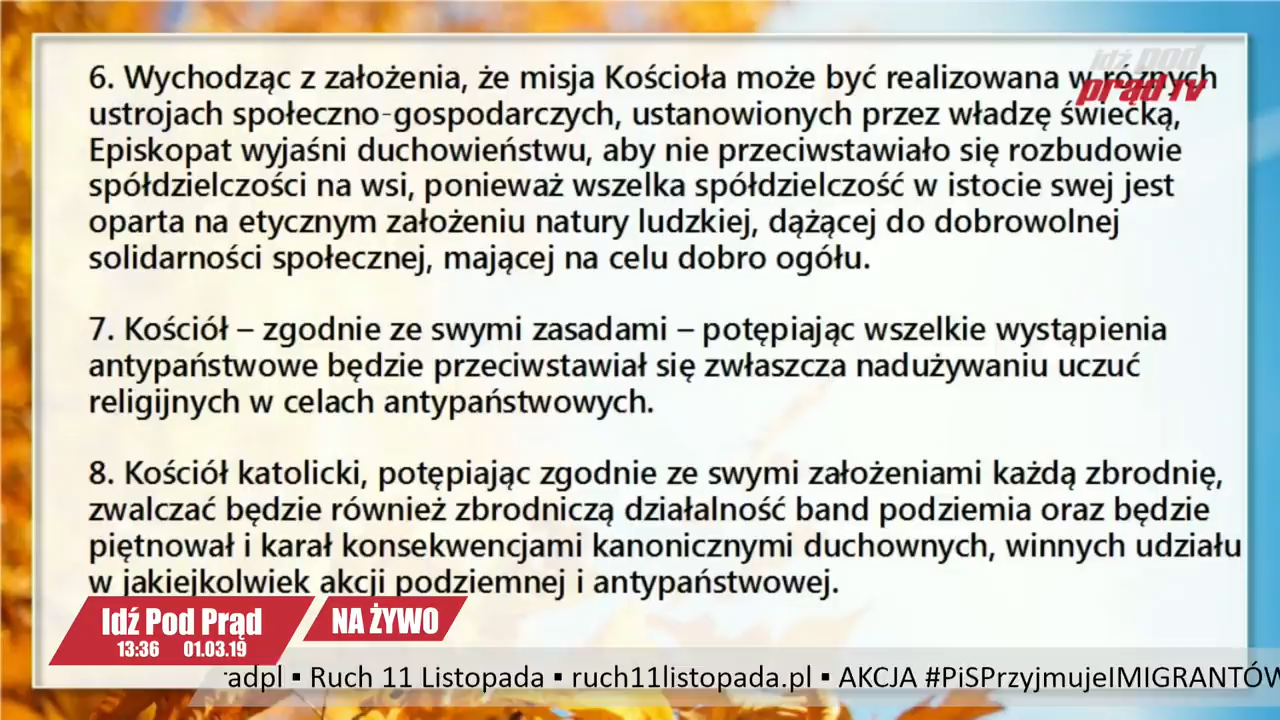 idź pod
prąd TV
6. Wychodząc z założenia, że misja Kościoła może być realizowana w różnych
ustrojach społeczno-gospodarczych, ustanowionych przez władzę świecką,
Episkopat wyjaśni duchowieństwu, aby nie przeciwstawiało się rozbudowie
spółdzielczości na wsi, ponieważ wszelka spółdzielczość w istocie swej jest
oparta na etycznym założeniu natury ludzkiej, dążącej do dobrowolnej
solidarności społecznej, mającej na celu dobro ogółu.
7. Kościół – zgodnie ze swymi zasadami – potępiając wszelkie wystąpienia
antypaństwowe będzie przeciwstawiał się zwłaszcza nadużywaniu uczuć
religijnych w celach antypaństwowych.
8. Kościół katolicki, potępiając zgodnie ze swymi założeniami każdą zbrodnię,
zwalczać będzie również zbrodniczą działalność band podziemia oraz będzie
piętnował i karał konsekwencjami kanonicznymi duchownych, winnych udziału
w jakiejkolwiek akcji podziemnej i antypaństwowej.
Idź Pod Prąd NA ŻYWO
13:36 01.03.19
adpl ▪ Ruch 11 Listopada ▪ ruch11listopada.pl ▪ AKCJA #PiSPrzyjmujeIMIGRANTÓW